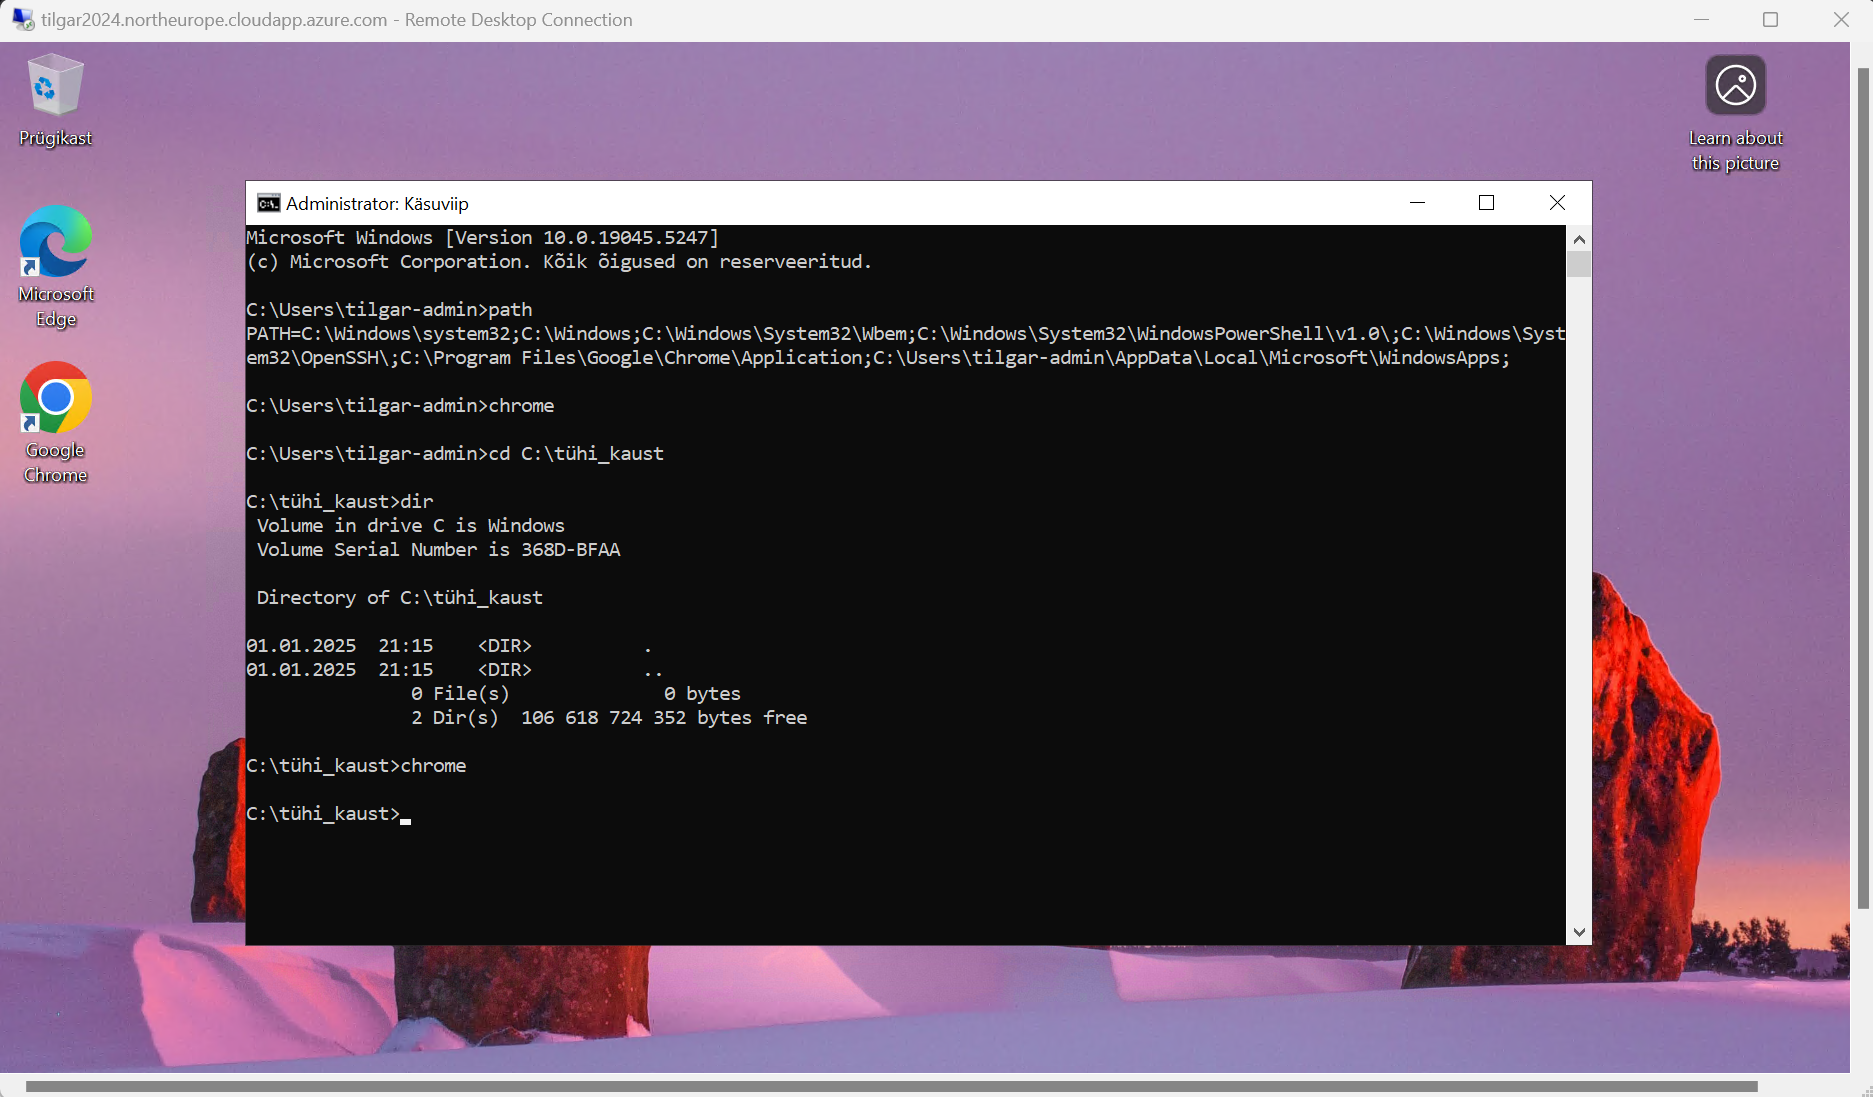 tilgar2024.northeurope.cloudapp.azure.com - Remote Desktop Connection
Prügikast
Learn about
this picture
Microsoft
Edge
Google
Chrome
Administrator: Käsuviip
Microsoft Windows [Version 10.0.19045.5247]
(c) Microsoft Corporation. Kõik õigused on reserveeritud.
C:\Users\tilgar-admin>path
PATH=C:\Windows\system32;C:\Windows;C:\Windows\System32\Wbem;C:\Windows\System32\WindowsPowerShell\v1.0\;C:\Windows\Syst
em32\OpenSSH\;C:\Program Files\Google\Chrome\Application;C:\Users\tilgar-admin\AppData\Local\Microsoft\WindowsApps;
C:\Users\tilgar-admin>chrome
C:\Users\tilgar-admin>cd C:\tühi_kaust
C:\tühi_kaust>dir
Volume in drive C is Windows
Volume Serial Number is 368D-BFAA
Directory of C:\tühi_kaust
01.01.2025  21:15    <DIR>          .
01.01.2025  21:15    <DIR>          ..
0 File(s)              0 bytes
2 Dir(s)  106 618 724 352 bytes free
C:\tühi_kaust>chrome
C:\tühi_kaust>